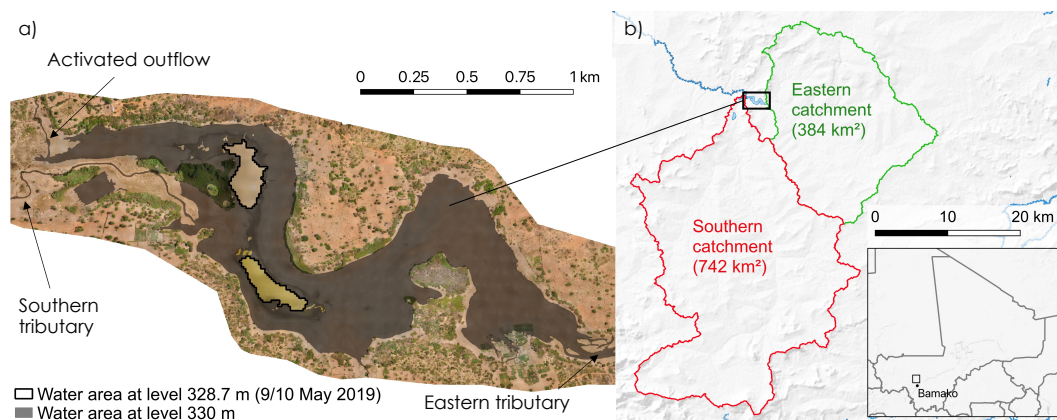 a)
Activated outflow
0 0.25 0.5 0.75 1 km
Southern
tributary
Eastern tributary
Water area at level 328.7 m (9/10 May 2019)
Water area at level 330 m
b)
Eastern
catchment
(384 km²)
Southern
catchment
(742 km²)
0 10 20 km
Bamako